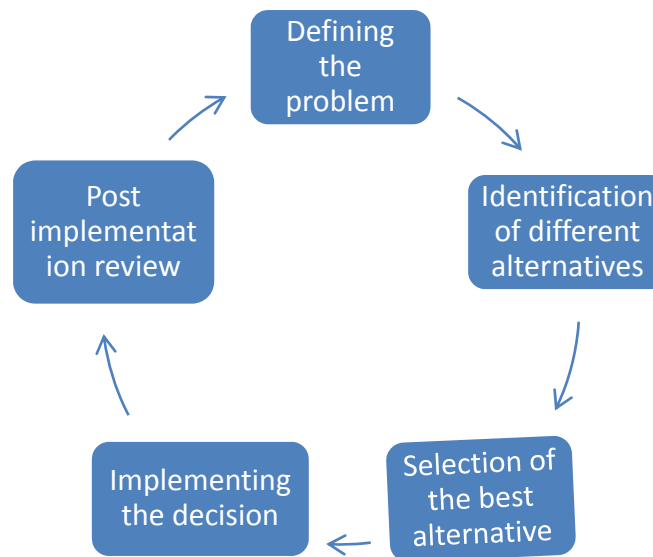 Defining
the
problem
Identification
of different
alternatives
Selection of
the best
alternative
Implementing
the decision
Post
implementat
ion review